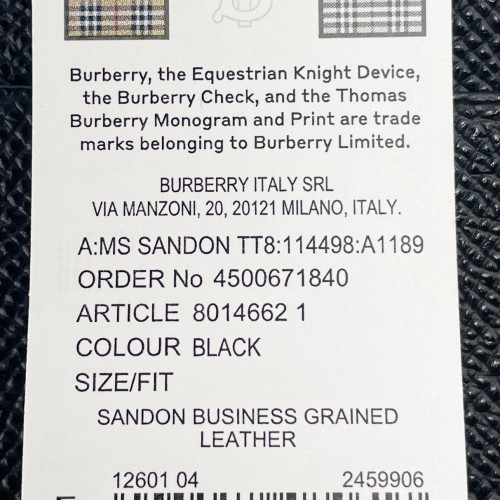 Burberry, the Equestrian Knight Device,
the Burberry Check, and the Thomas
Burberry Monogram and Print are trade
marks belonging to Burberry Limited.
BURBERRY ITALY SRL
VIA MANZONI, 20, 20121 MILANO, ITALY.
A:MS SANDON TT8:114498:A1189
ORDER No 4500671840
ARTICLE 8014662 1
COLOUR BLACK
SIZE/FIT
SANDON BUSINESS GRAINED
LEATHER
12601 04 2459906